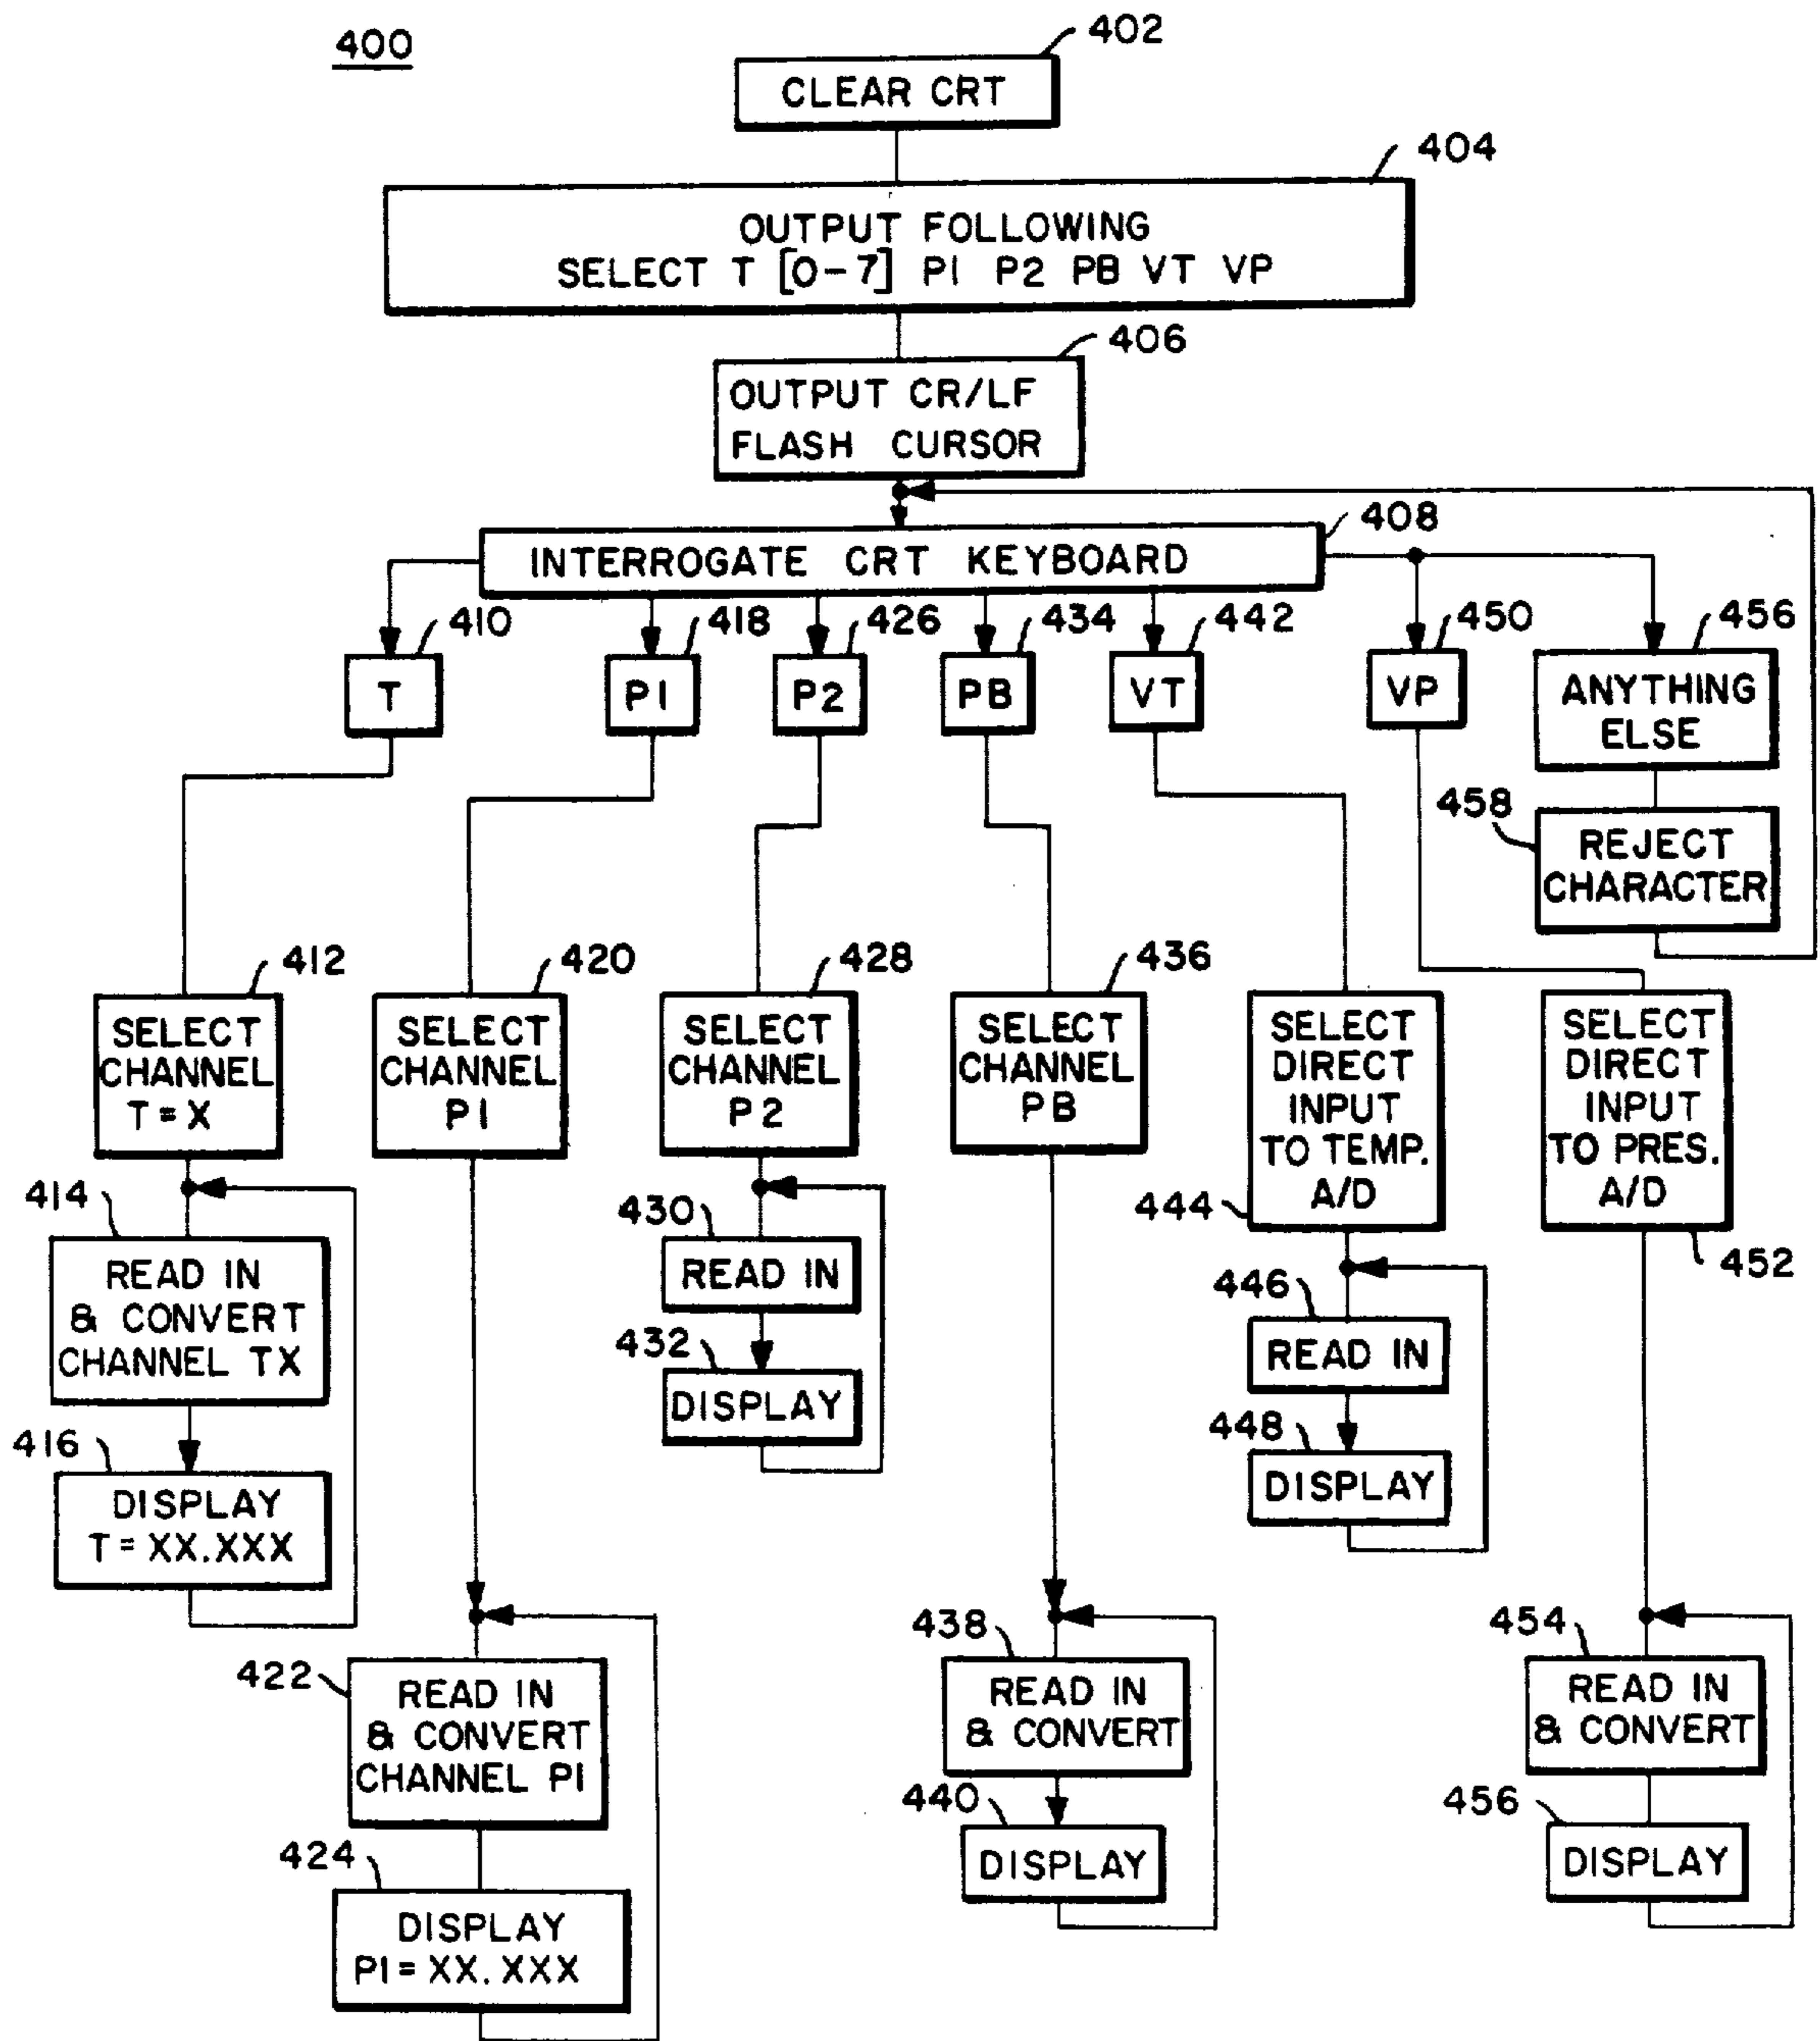 400
402
CLEAR CRT
404
OUTPUT FOLLOWING
SELECT T [0-7] P1 P2 PB VT VP
406
OUTPUT CR/LF
FLASH CURSOR
408
INTERROGATE CRT KEYBOARD
410
T
418
P1
426
P2
434
PB
442
VT
450
VP
456
ANYTHING
ELSE
458
REJECT
CHARACTER
412
SELECT
CHANNEL
T = X
414
READ IN
& CONVERT
CHANNEL TX
416
DISPLAY
T = XX.XXX
420
SELECT
CHANNEL
P1
422
READ IN
& CONVERT
CHANNEL P1
424
DISPLAY
P1 = XX.XXX
428
SELECT
CHANNEL
P2
430
READ IN
432
DISPLAY
436
SELECT
CHANNEL
PB
438
READ IN
& CONVERT
440
DISPLAY
SELECT
DIRECT
INPUT
TO TEMP.
A/D
444
446
READ IN
448
DISPLAY
SELECT
DIRECT
INPUT
TO PRES.
A/D
452
454
READ IN
& CONVERT
456
DISPLAY